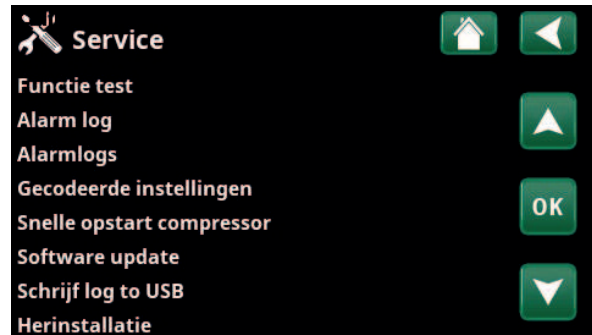 Service
Functie test
Alarm log
Alarmlogs
Gecodeerde instellingen
Snelle opstart compressor
OK
Software update
Schrijf log to USB
Herinstallatie